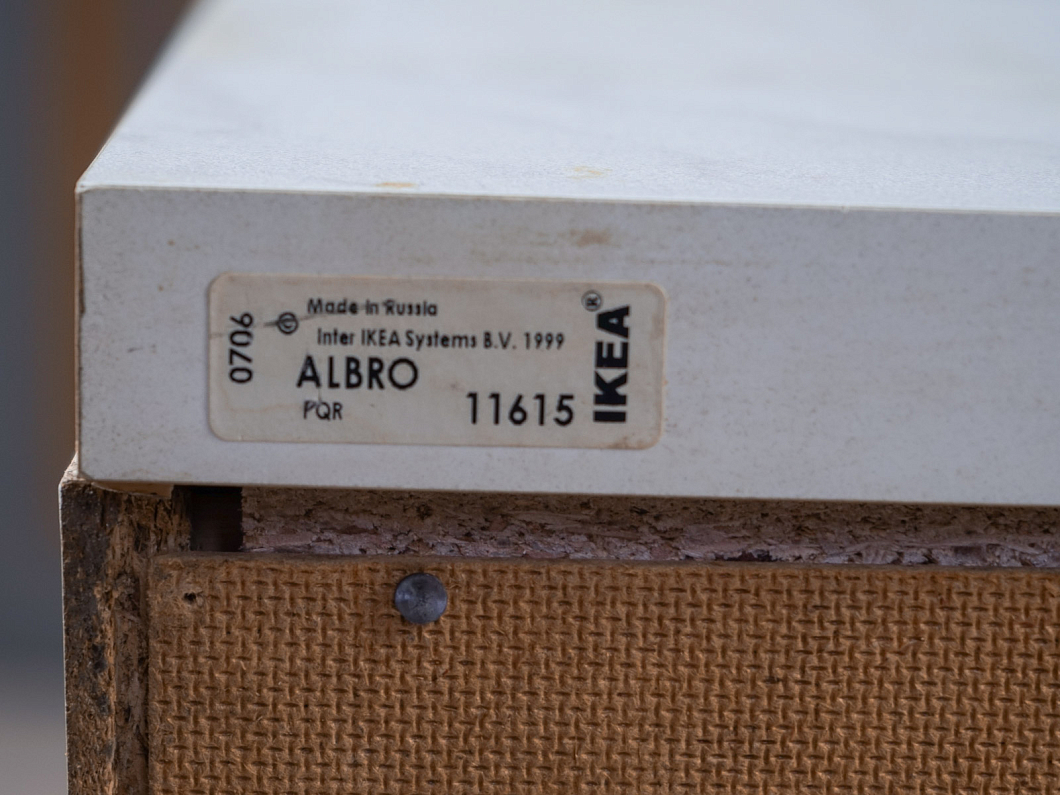 0706
© Made in Russia
Inter IKEA Systems B.V. 1999
ALBRO
PQR
11615
IKEA®